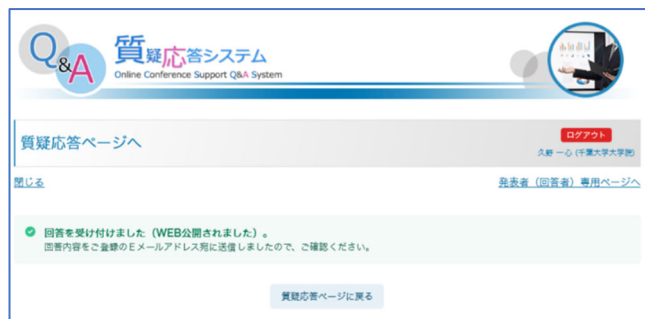 Q&A
質疑応答システム
Online Conference Support Q&A System
質疑応答ページへ
ログアウト
久野 一心 (千葉大学大学院)
閉じる
発表者（回答者）専用ページへ
回答を受け付けました（WEB公開されました）。
回答内容をご登録のＥメールアドレス宛に送信しましたので、ご確認ください。
質疑応答ページに戻る